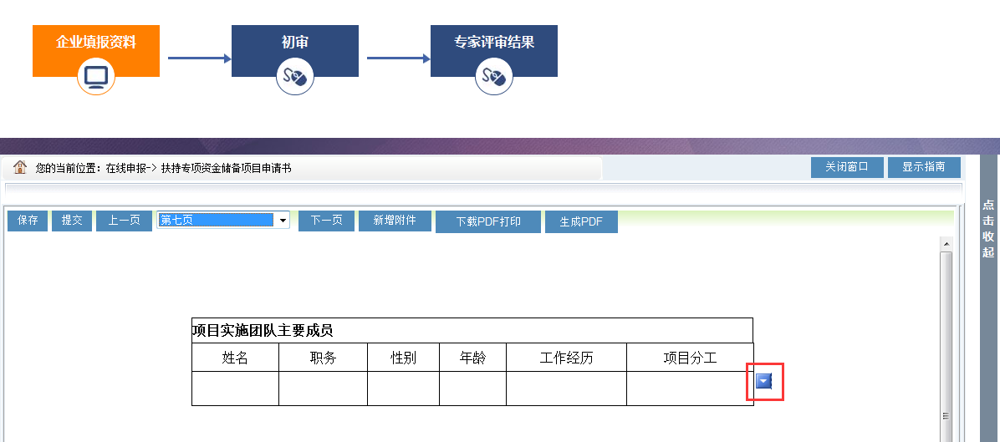 企业填报资料 初审 专家评审结果
您的当前位置：在线申报-> 扶持专项资金储备项目申请书 关闭窗口 显示指南
保存 提交 上一页 第七页 下一页 新增附件 下载PDF打印 生成PDF
点击收起
项目实施团队主要成员
姓名 职务 性别 年龄 工作经历 项目分工